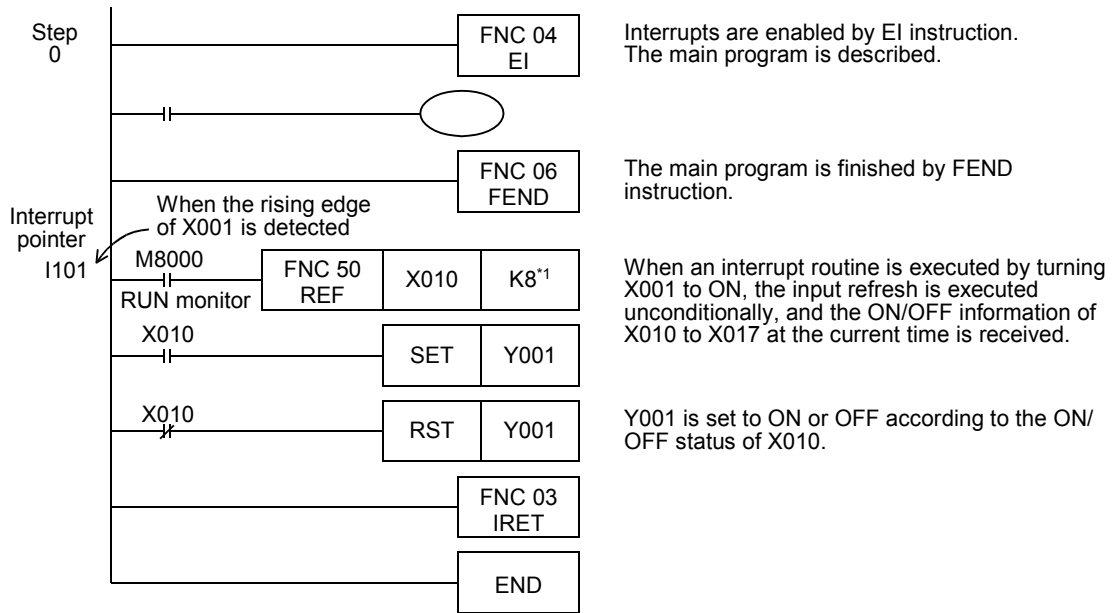 Step
0
FNC 04
EI
Interrupts are enabled by EI instruction.
The main program is described.
FNC 06
FEND
The main program is finished by FEND
instruction.
Interrupt
pointer
I101
When the rising edge
of X001 is detected
M8000
RUN monitor
FNC 50
REF
X010
K8*1
When an interrupt routine is executed by turning
X001 to ON, the input refresh is executed
unconditionally, and the ON/OFF information of
X010 to X017 at the current time is received.
X010
SET
Y001
X010
RST
Y001
Y001 is set to ON or OFF according to the ON/
OFF status of X010.
FNC 03
IRET
END